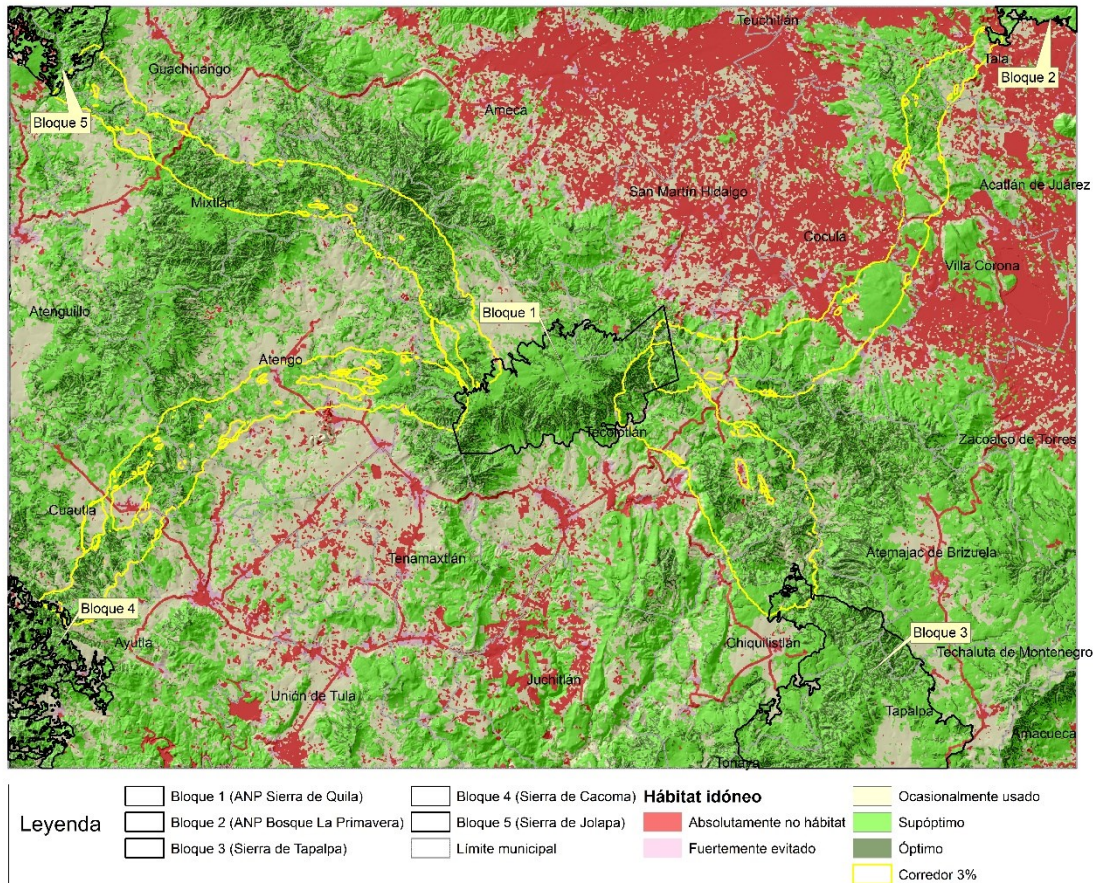 Teuchitlán
Tala
Bloque 2
Guachinango
Bloque 5
Ameca
Mixtlán
San Martín Hidalgo
Acatlán de Juárez
Cocula
Villa Corona
Atenguillo
Bloque 1
Atengo
Tecolotlán
Zacoalco de Torres
Cuautla
Tenamaxtlán
Atemajac de Brizuela
Bloque 4
Ayutla
Chiquilistlán
Bloque 3
Techaluta de Montenegro
Unión de Tula
Juchitlán
Tapalpa
Amacueca
Tonaya
Leyenda
Bloque 1 (ANP Sierra de Quila)
Bloque 2 (ANP Bosque La Primavera)
Bloque 3 (Sierra de Tapalpa)
Bloque 4 (Sierra de Cacoma)
Bloque 5 (Sierra de Jolapa)
Límite municipal
Hábitat idóneo
Absolutamente no hábitat
Fuertemente evitado
Ocasionalmente usado
Supóptimo
Óptimo
Corredor 3%